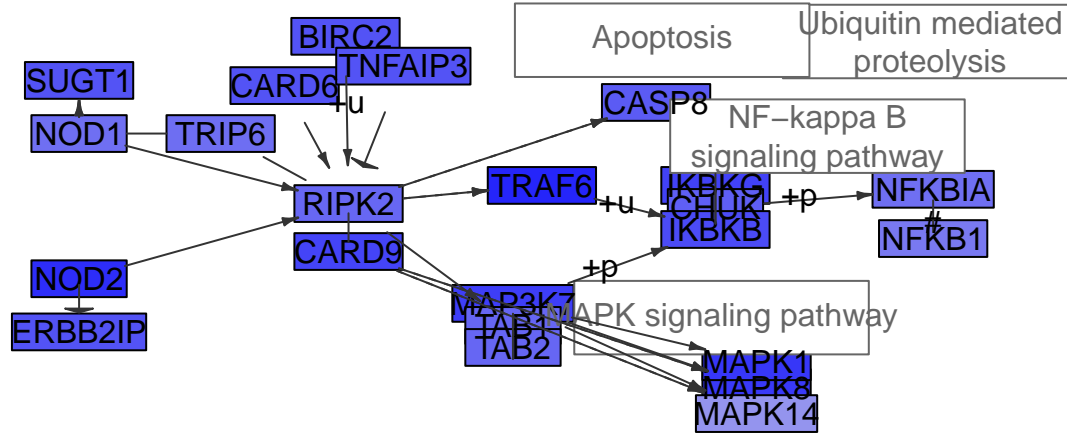 Apoptosis
Ubiquitin mediated
proteolysis
BIRC2
TNFAIP3
SUGT1
CARD6
+u
CASP8
NF−kappa B
signaling pathway
NOD1
TRIP6
RIPK2
TRAF6
+u
IKBKG
CHUK
IKBKB
+p
NFKBIA
#
NFKB1
CARD9
+p
NOD2
ERBB2IP
MAP3K7
TAB1
TAB2
MAPK signaling pathway
MAPK1
MAPK8
MAPK14